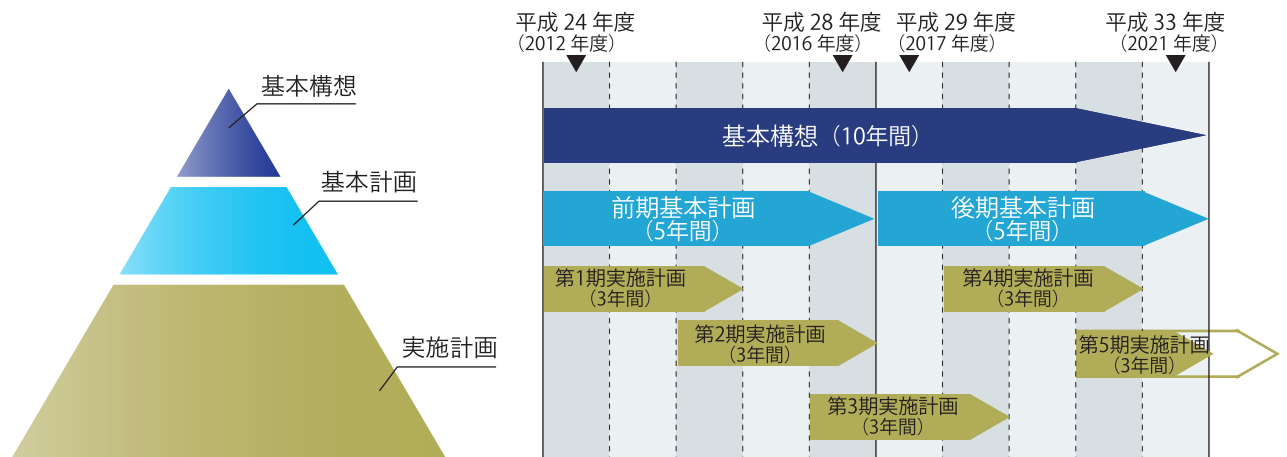 基本構想
基本計画
実施計画
平成 24 年度
（2012 年度）
平成 28 年度
（2016 年度）
平成 29 年度
（2017 年度）
平成 33 年度
（2021 年度）
基本構想（10年間）
前期基本計画
（5年間）
後期基本計画
（5年間）
第1期実施計画
（3年間）
第2期実施計画
（3年間）
第3期実施計画
（3年間）
第4期実施計画
（3年間）
第5期実施計画
（3年間）